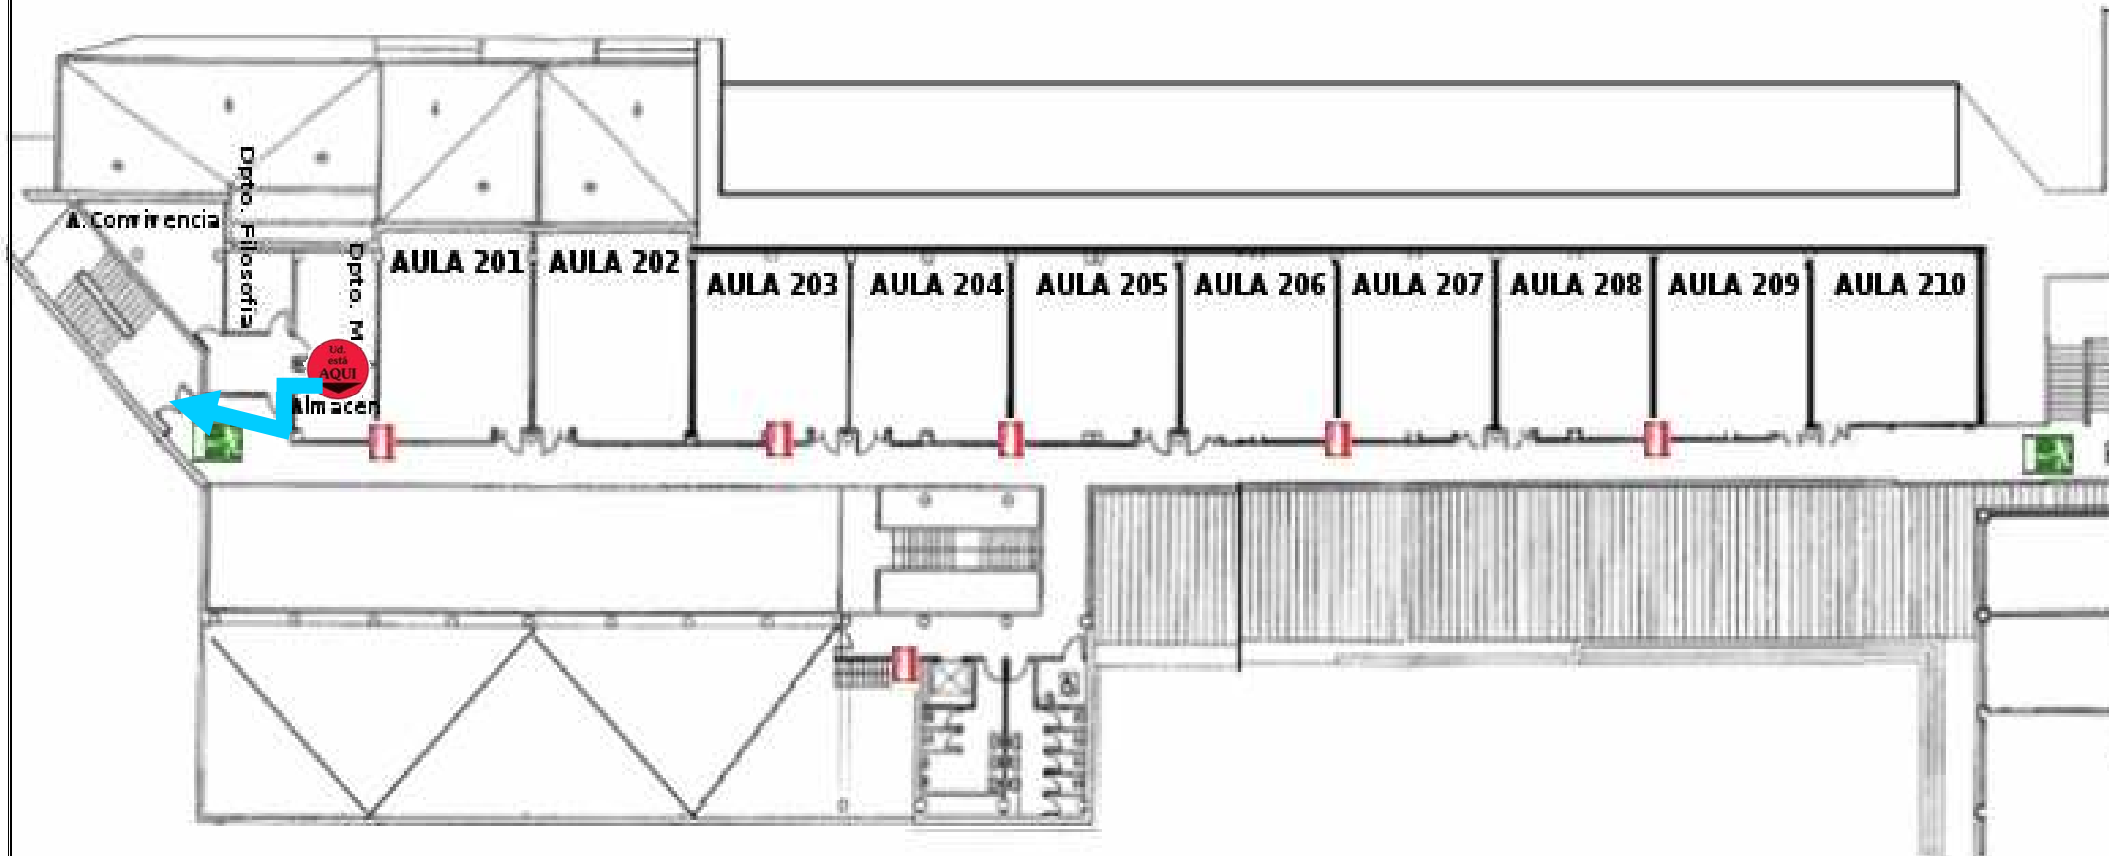 Dpto. Filosofia
A. Convivencia
Dpto. M
AULA 201
AULA 202
AULA 203
AULA 204
AULA 205
AULA 206
AULA 207
AULA 208
AULA 209
AULA 210
Ud.
está
AQUI
Almacen